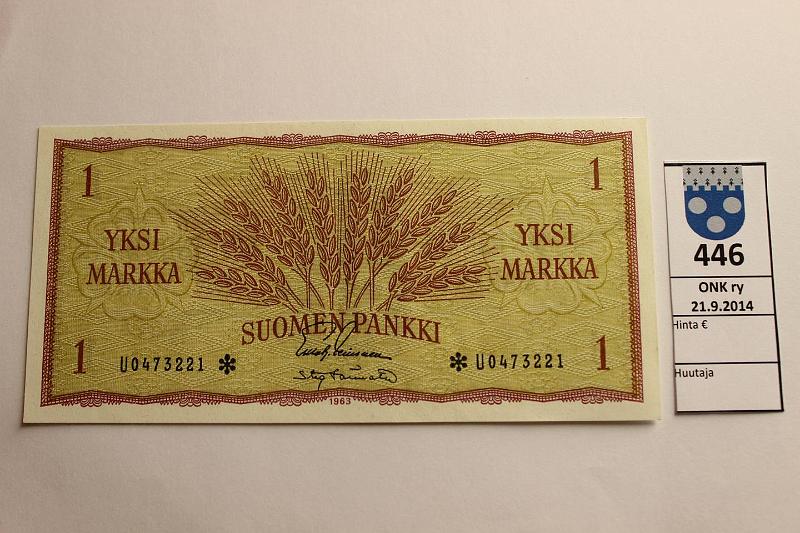 1
1
YKSI
MARKKA
YKSI
MARKKA
SUOMEN PANKKI
1
U0473221 *
* U0473221
1
1963
446
ONK ry
21.9.2014
Hinta €
Huutaja